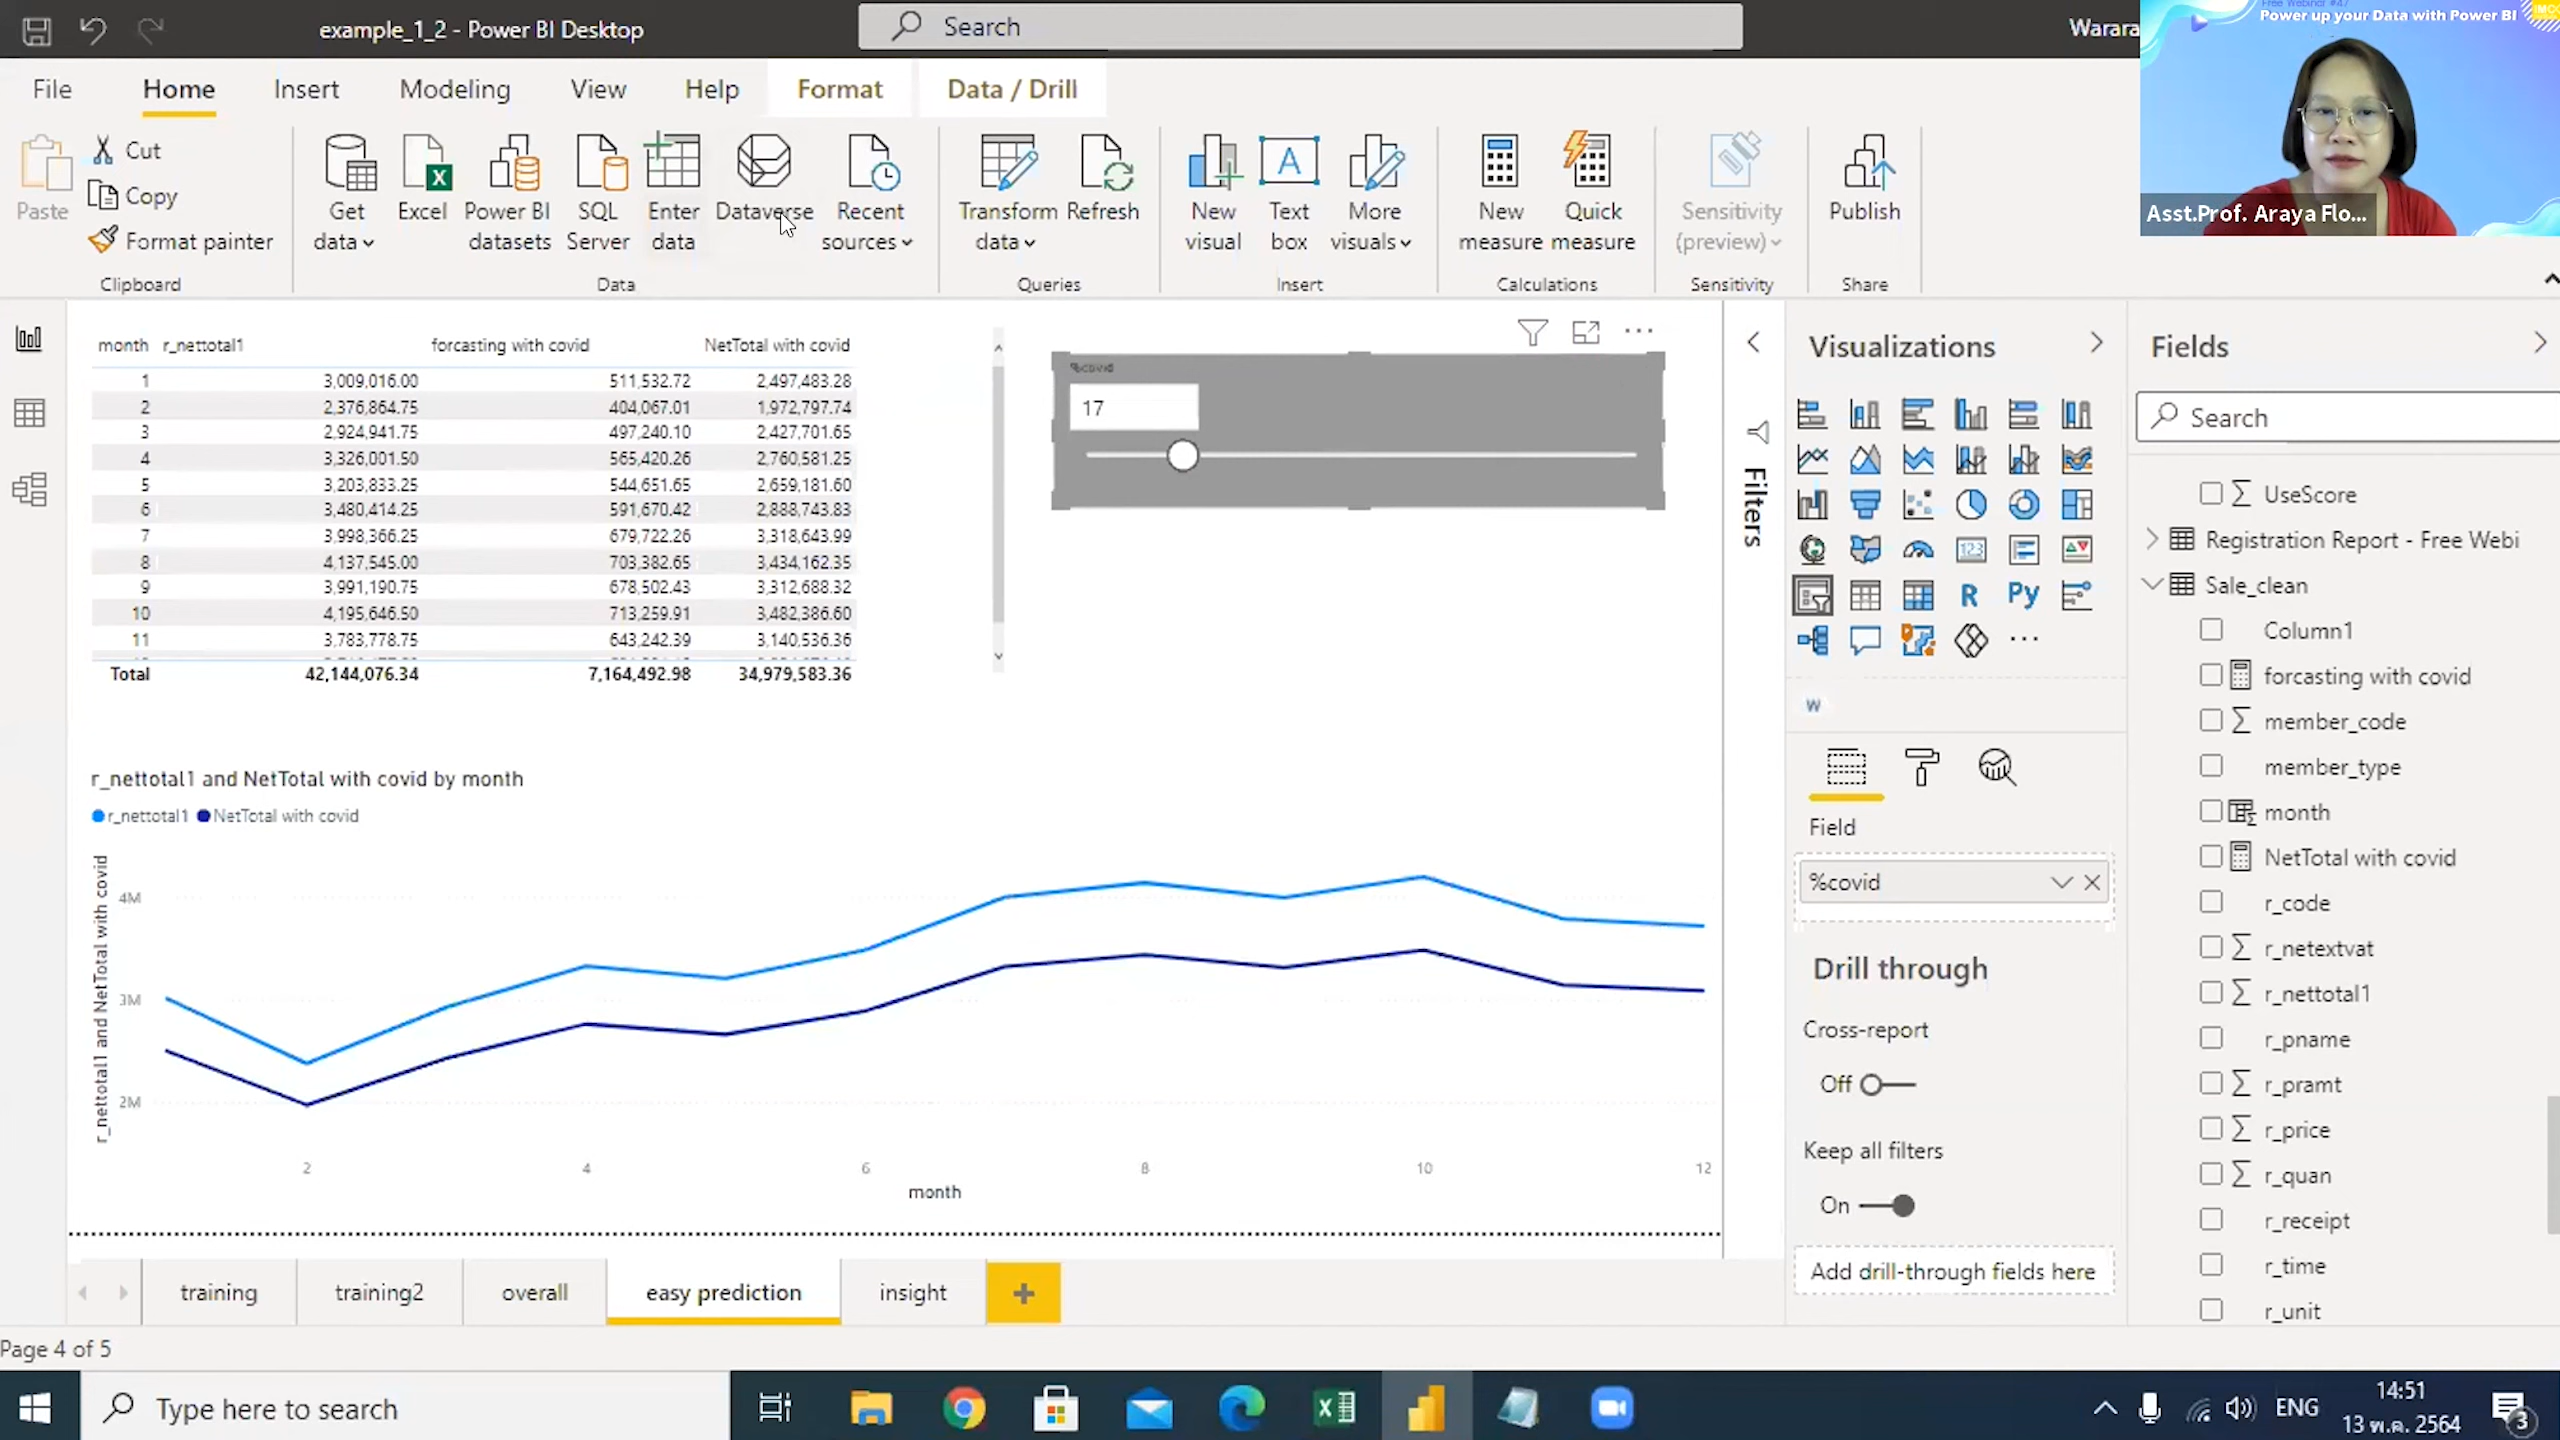 example_1_2 - Power BI Desktop
Search
Warara
Free Webinar #47
Power up your Data with Power BI
Asst.Prof. Araya Flo...
File
Home
Insert
Modeling
View
Help
Format
Data / Drill
Paste
Cut
Copy
Format painter
Clipboard
Get data
Excel
Power BI datasets
SQL Server
Enter data
Dataverse
Recent sources
Data
Transform data
Refresh
Queries
New visual
Text box
More visuals
Insert
New measure
Quick measure
Calculations
Sensitivity (preview)
Sensitivity
Publish
Share
month r_nettotal1 forcasting with covid NetTotal with covid
1 3,009,016.00 511,532.72 2,497,483.28
2 2,376,864.75 404,067.01 1,972,797.74
3 2,924,941.75 497,240.10 2,427,701.65
4 3,326,001.50 565,420.26 2,760,581.25
5 3,203,833.25 544,651.65 2,659,181.60
6 3,480,414.25 591,670.42 2,888,743.83
7 3,998,366.25 679,722.26 3,318,643.99
8 4,137,545.00 703,382.65 3,434,162.35
9 3,991,190.75 678,502.43 3,312,688.32
10 4,195,646.50 713,259.91 3,482,386.60
11 3,783,778.75 643,242.39 3,140,536.36
Total 42,144,076.34 7,164,492.98 34,979,583.36
%covid
17
r_nettotal1 and NetTotal with covid by month
r_nettotal1 NetTotal with covid
r_nettotal1 and NetTotal with covid
4M
3M
2M
2 4 6 8 10 12
month
Filters
Visualizations
123
R
Py
W
Field
%covid
Drill through
Cross-report
Off
Keep all filters
On
Add drill-through fields here
Fields
Search
UseScore
Registration Report - Free Webi
Sale_clean
Column1
forcasting with covid
member_code
member_type
month
NetTotal with covid
r_code
r_netextvat
r_nettotal1
r_pname
r_pramt
r_price
r_quan
r_receipt
r_time
r_unit
training
training2
overall
easy prediction
insight
+
Page 4 of 5
Type here to search
ENG
14:51
13 พ.ค. 2564
3